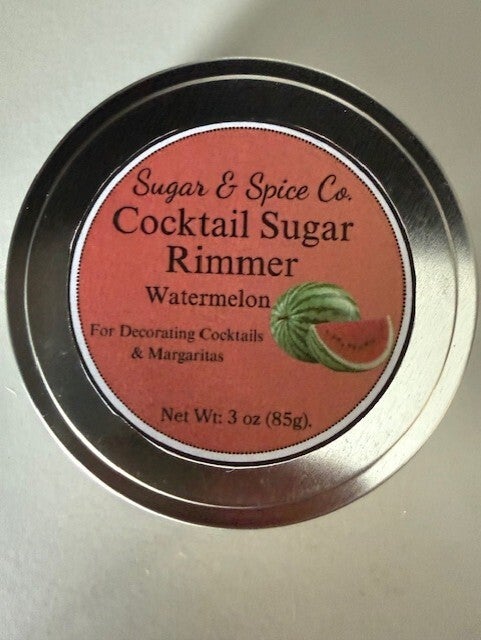 Sugar & Spice Co.
Cocktail Sugar
Rimmer
Watermelon
For Decorating Cocktails
& Margaritas
Net Wt: 3 oz (85g).